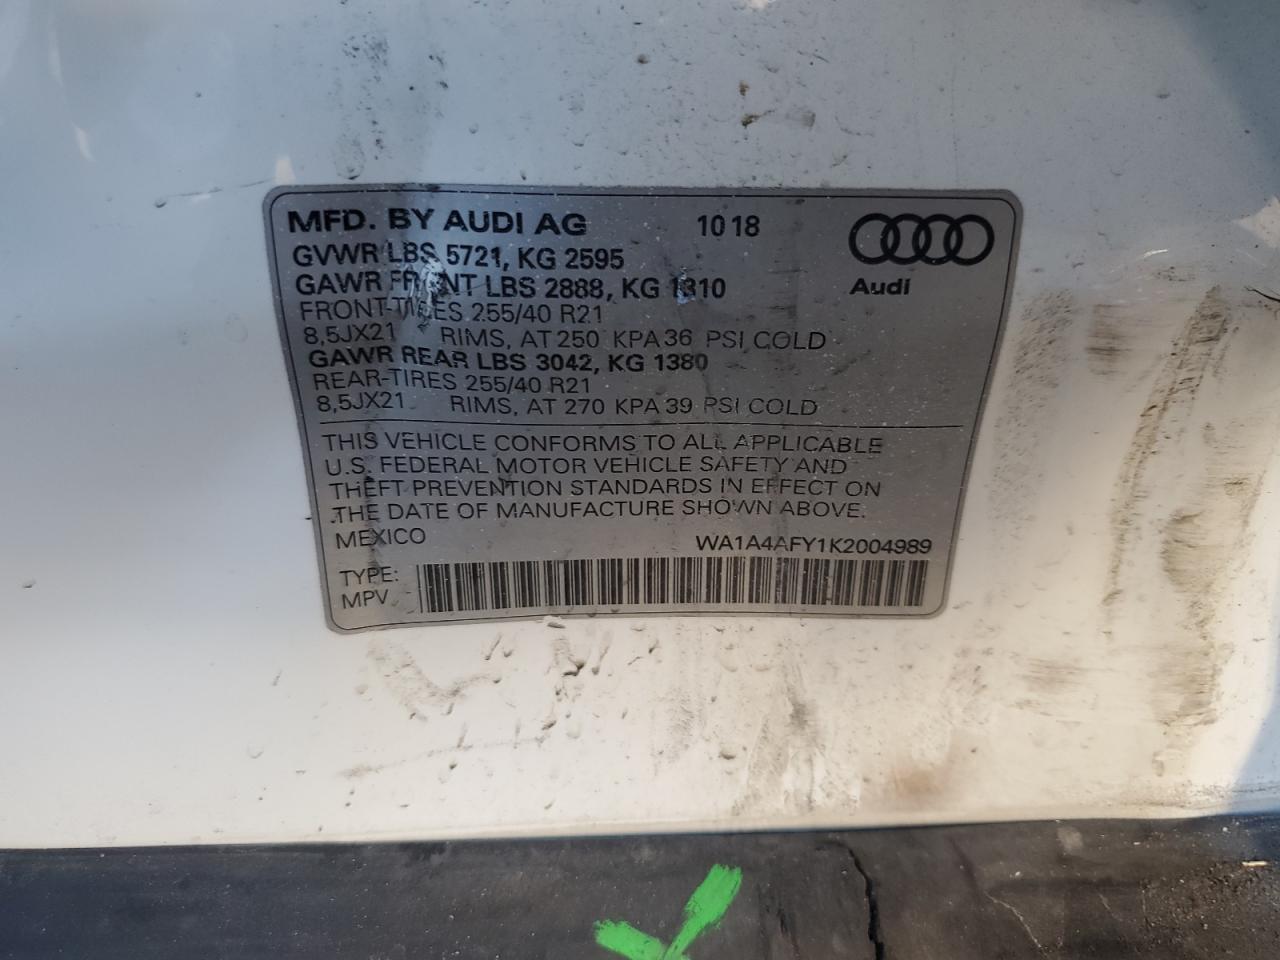 MFD. BY AUDI AG 10 18
GVWR LBS 5721, KG 2595
GAWR FRONT LBS 2888, KG 1310
Audi
FRONT-TIRES 255/40 R21
8,5JX21 RIMS, AT 250 KPA 36 PSI COLD
GAWR REAR LBS 3042, KG 1380
REAR-TIRES 255/40 R21
8,5JX21 RIMS, AT 270 KPA 39 PSI COLD
THIS VEHICLE CONFORMS TO ALL APPLICABLE
U.S. FEDERAL MOTOR VEHICLE SAFETY AND
THEFT PREVENTION STANDARDS IN EFFECT ON
THE DATE OF MANUFACTURE SHOWN ABOVE.
MEXICO WA1A4AFY1K2004989
TYPE:
MPV